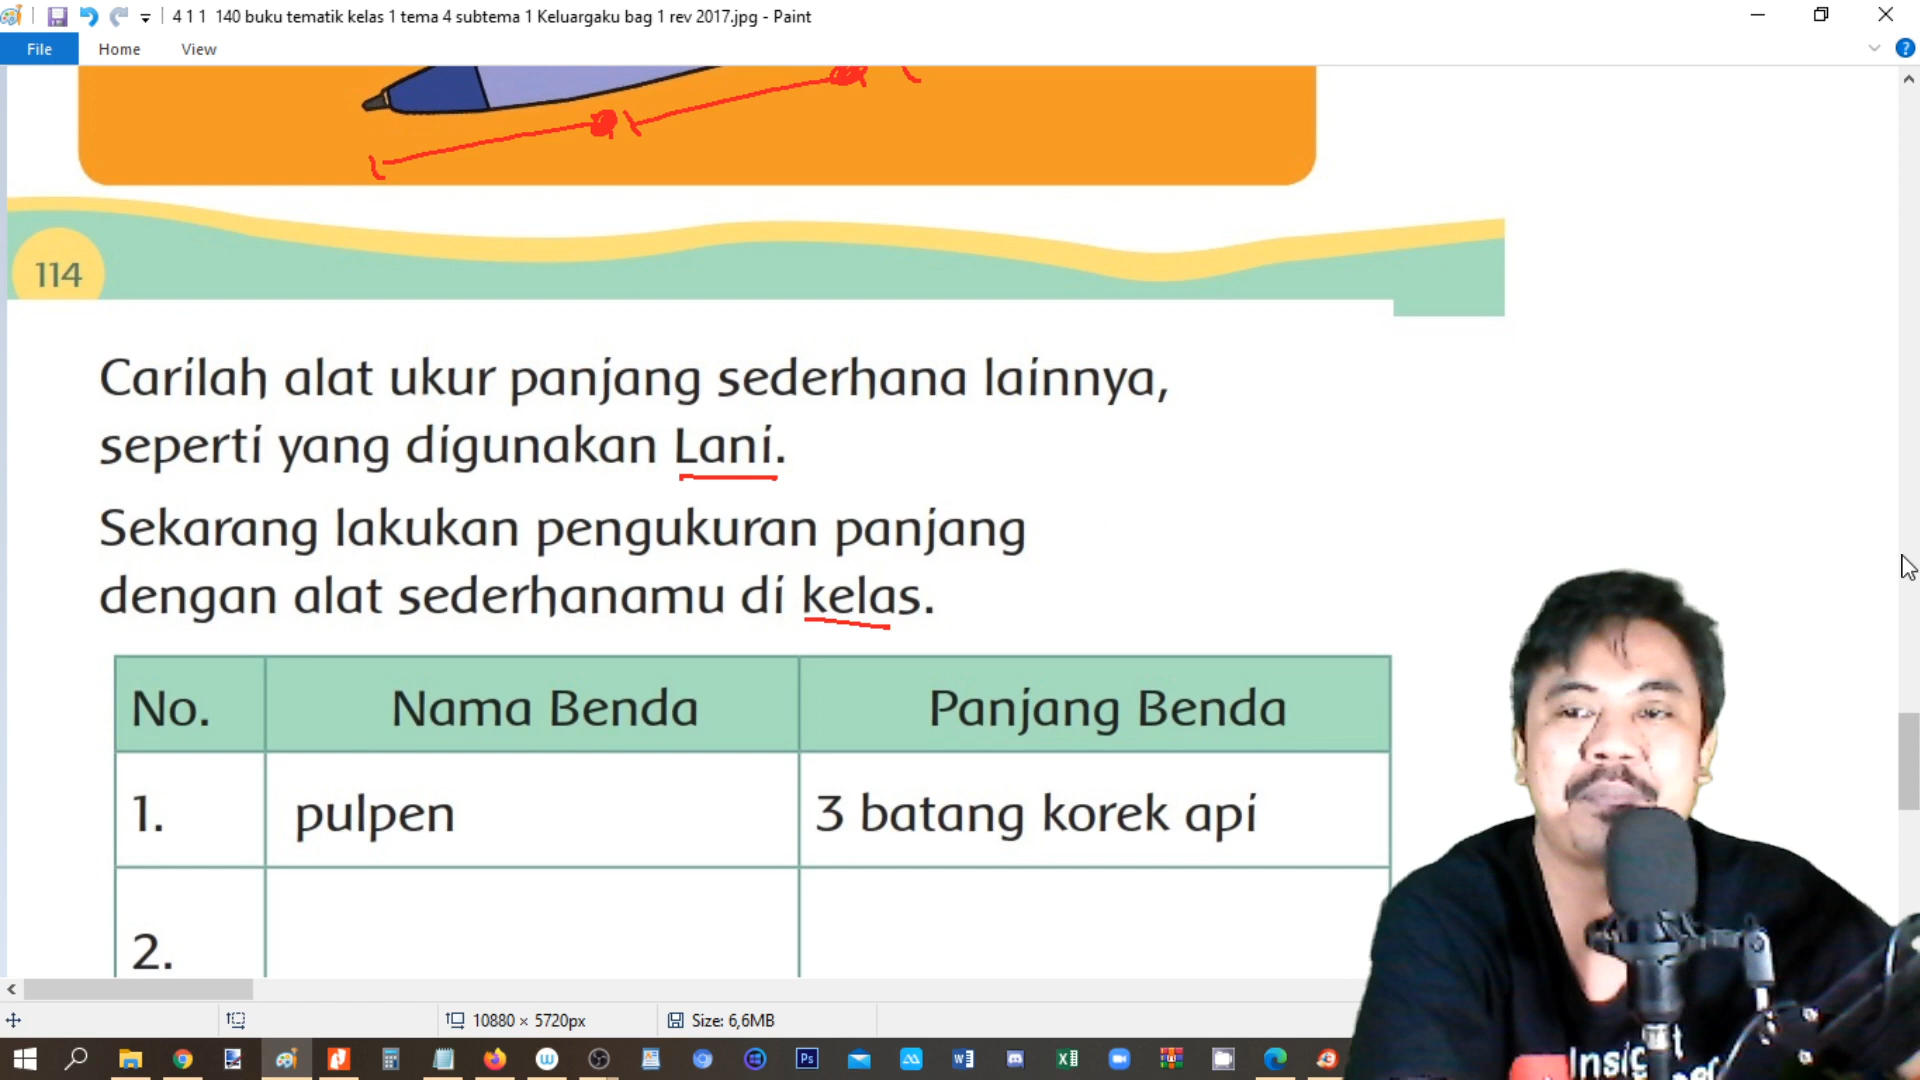 4 1 1  140 buku tematik kelas 1 tema 4 subtema 1 Keluargaku bag 1 rev 2017.jpg - Paint
File Home View
114
Carilah alat ukur panjang sederhana lainnya,
seperti yang digunakan Lani.
Sekarang lakukan pengukuran panjang
dengan alat sederhanamu di kelas.
No. Nama Benda Panjang Benda
1. pulpen 3 batang korek api
2.
10880 × 5720px Size: 6,6MB
Ps